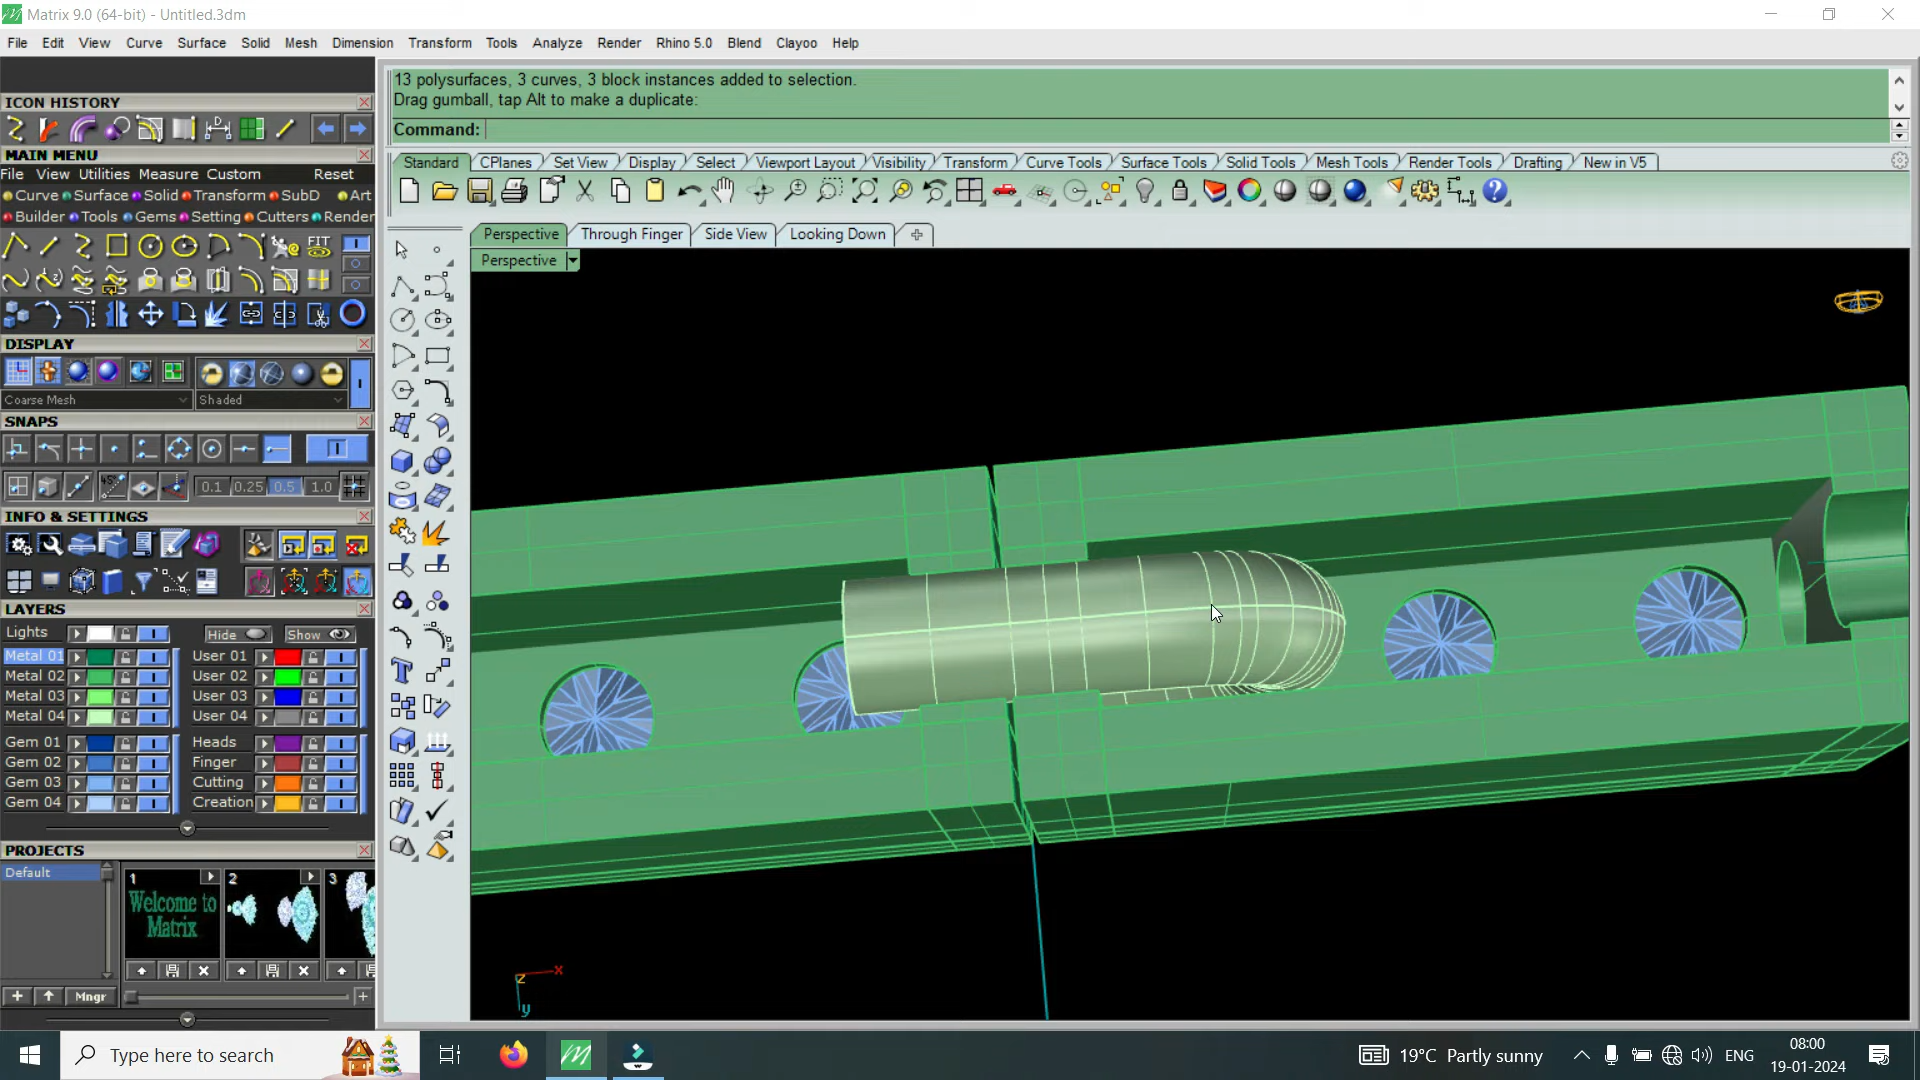 Matrix 9.0 (64-bit) - Untitled.3dm
File Edit View Curve Surface Solid Mesh Dimension Transform Tools Analyze Render Rhino 5.0 Blend Clayoo Help
13 polysurfaces, 3 curves, 3 block instances added to selection.
Drag gumball, tap Alt to make a duplicate:
Command:
Standard CPlanes Set View Display Select Viewport Layout Visibility Transform Curve Tools Surface Tools Solid Tools Mesh Tools Render Tools Drafting New in V5
Perspective Through Finger Side View Looking Down
Perspective
ICON HISTORY
MAIN MENU
File View Utilities Measure Custom Reset
Curve Surface Solid Transform SubD Art
Builder Tools Gems Setting Cutters Render
FIT
DISPLAY
Coarse Mesh Shaded
SNAPS
45°
0.1 0.25 0.5 1.0
INFO & SETTINGS
LAYERS
Lights Hide Show
Metal 01 User 01
Metal 02 User 02
Metal 03 User 03
Metal 04 User 04
Gem 01 Heads
Gem 02 Finger
Gem 03 Cutting
Gem 04 Creation
PROJECTS
Default
1 2 3
Welcome to
Matrix
Mngr
z x
y
Type here to search
19°C Partly sunny
ENG
08:00
19-01-2024